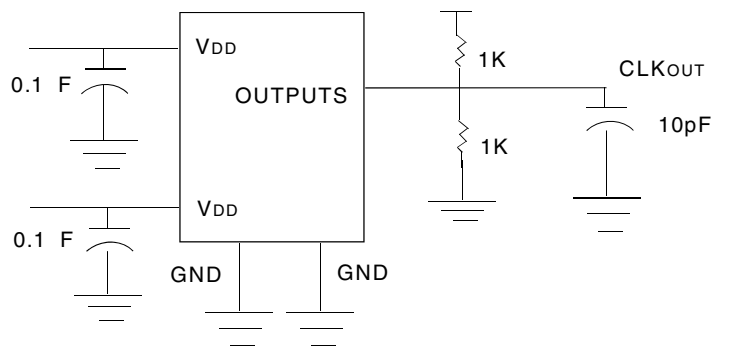 VDD
0.1 F
OUTPUTS
1K
CLKOUT
10pF
1K
VDD
0.1 F
GND
GND